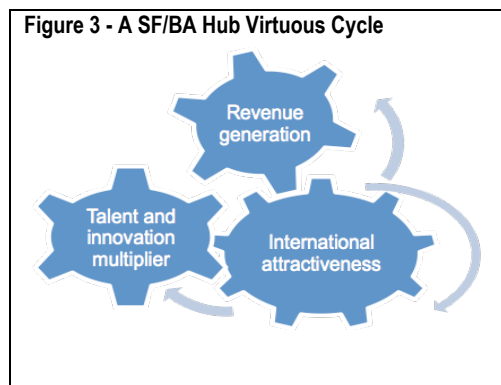 Figure 3 - A SF/BA Hub Virtuous Cycle
Revenue
generation
Talent and
innovation
multiplier
International
attractiveness